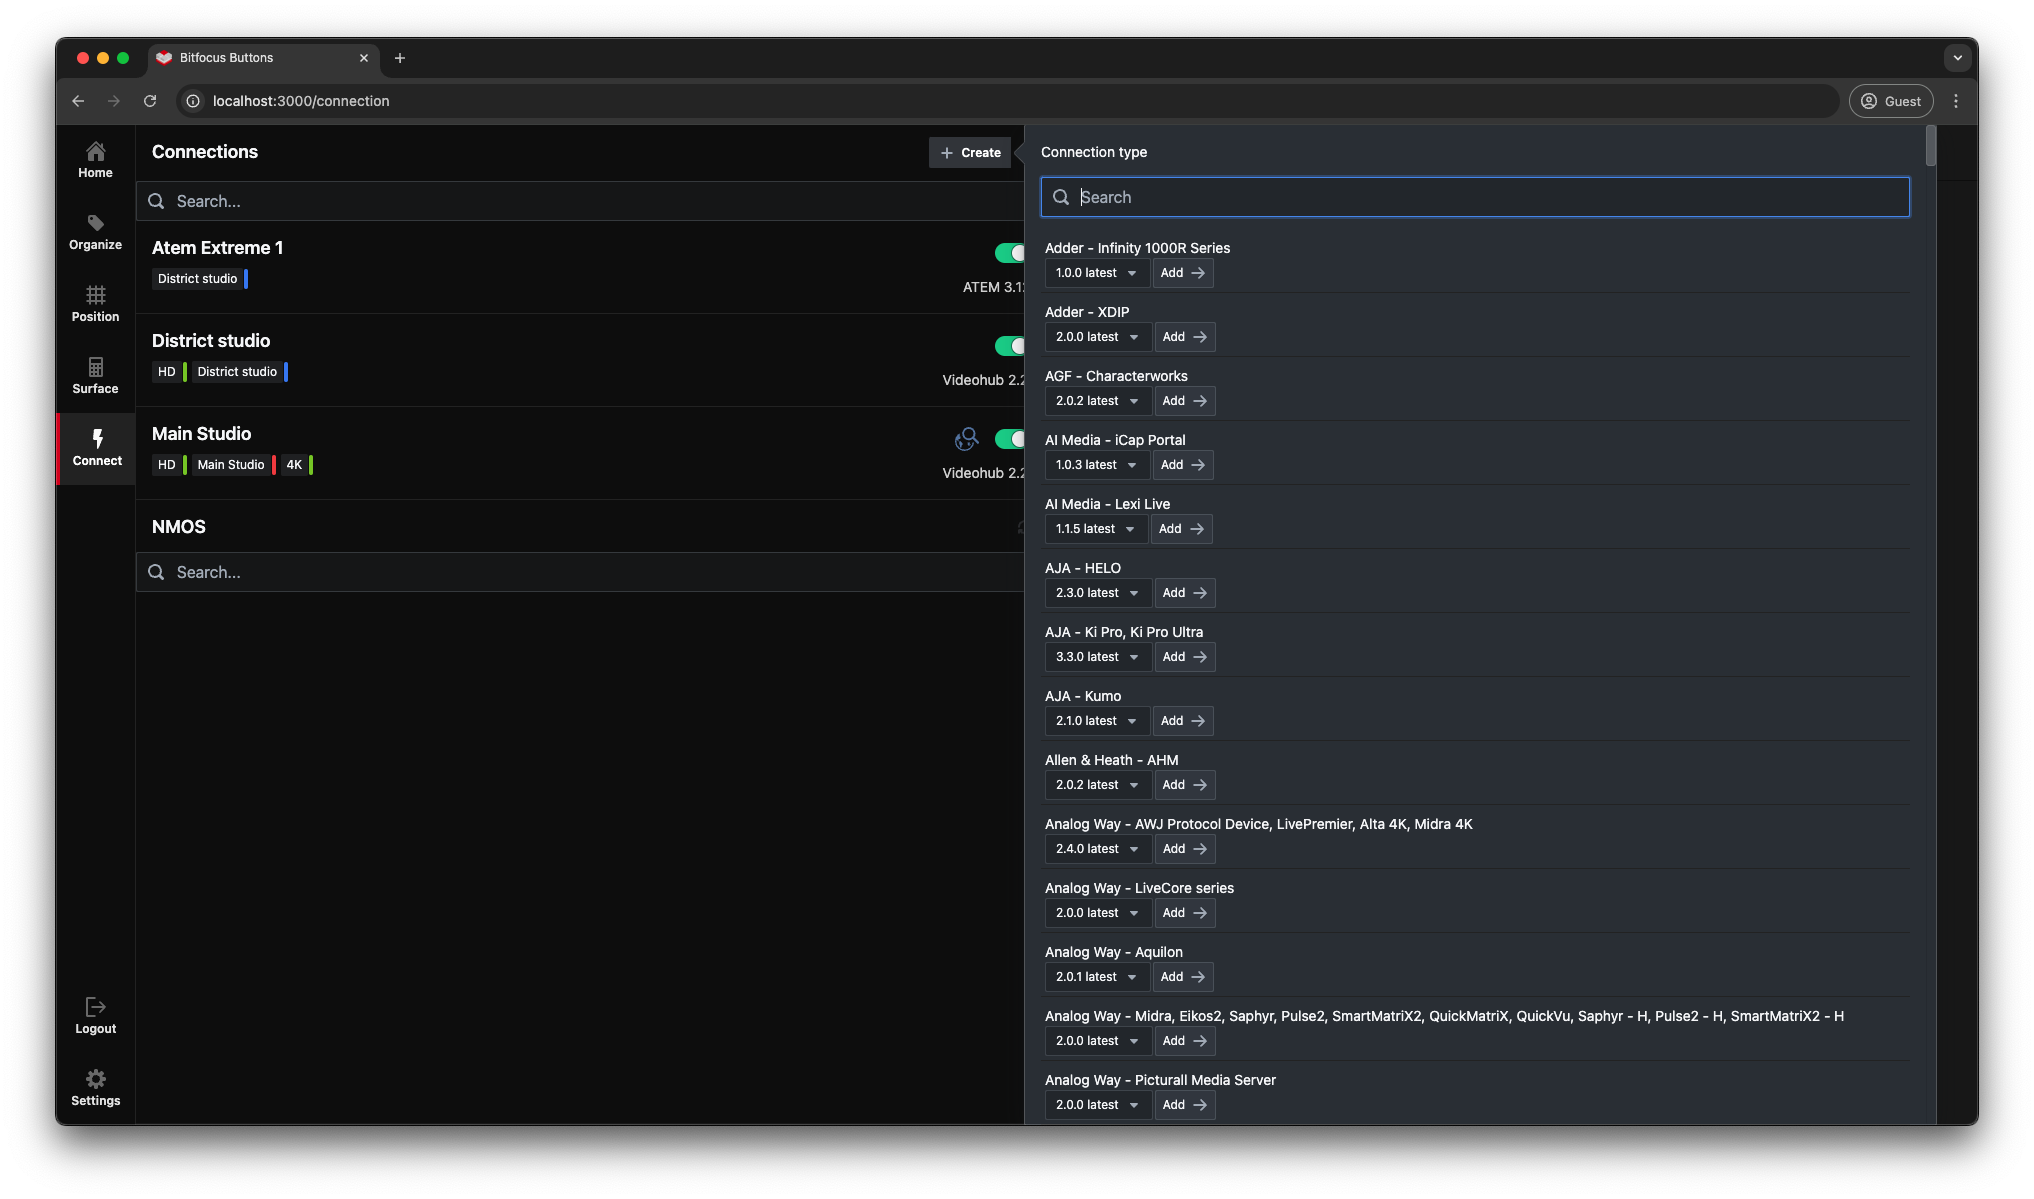 Bitfocus Buttons
localhost:3000/connection
Guest
Home
Organize
Position
Surface
Connect
Logout
Settings
Connections
Create
Search...
Atem Extreme 1
District studio
ATEM 3.1
District studio
HD District studio
Videohub 2.2
Main Studio
HD Main Studio 4K
Videohub 2.2
NMOS
Search...
Connection type
Search
Adder - Infinity 1000R Series
1.0.0 latest Add
Adder - XDIP
2.0.0 latest Add
AGF - Characterworks
2.0.2 latest Add
AI Media - iCap Portal
1.0.3 latest Add
AI Media - Lexi Live
1.1.5 latest Add
AJA - HELO
2.3.0 latest Add
AJA - Ki Pro, Ki Pro Ultra
3.3.0 latest Add
AJA - Kumo
2.1.0 latest Add
Allen & Heath - AHM
2.0.2 latest Add
Analog Way - AWJ Protocol Device, LivePremier, Alta 4K, Midra 4K
2.4.0 latest Add
Analog Way - LiveCore series
2.0.0 latest Add
Analog Way - Aquilon
2.0.1 latest Add
Analog Way - Midra, Eikos2, Saphyr, Pulse2, SmartMatriX2, QuickMatriX, QuickVu, Saphyr - H, Pulse2 - H, SmartMatriX2 - H
2.0.0 latest Add
Analog Way - Picturall Media Server
2.0.0 latest Add